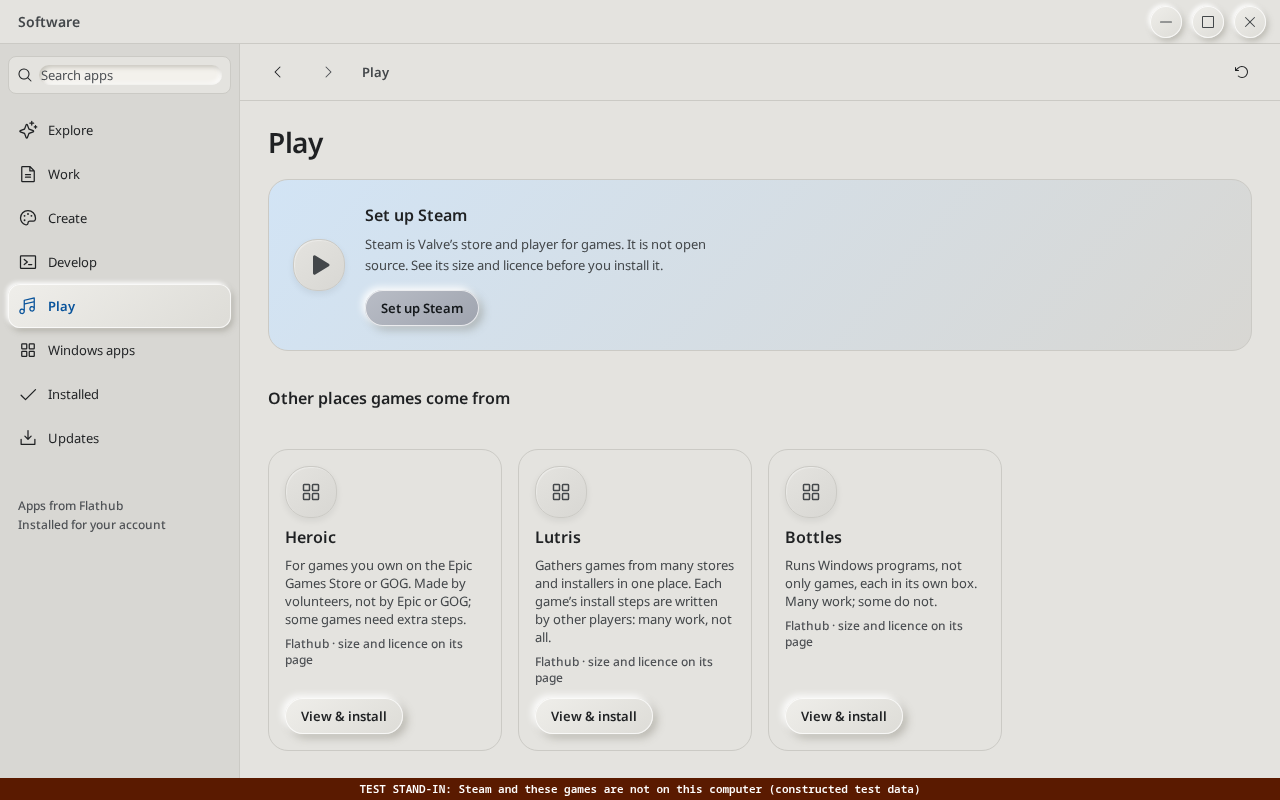 Software
Search apps
Explore
Work
Create
Develop
Play
Windows apps
Installed
Updates
Apps from Flathub
Installed for your account
Play
Play
Set up Steam
Steam is Valve’s store and player for games. It is not open
source. See its size and licence before you install it.
Set up Steam
Other places games come from
Heroic
For games you own on the Epic
Games Store or GOG. Made by
volunteers, not by Epic or GOG;
some games need extra steps.
Flathub · size and licence on its
page
View & install
Lutris
Gathers games from many stores
and installers in one place. Each
game’s install steps are written
by other players: many work, not
all.
Flathub · size and licence on its
page
View & install
Bottles
Runs Windows programs, not
only games, each in its own box.
Many work; some do not.
Flathub · size and licence on its
page
View & install
TEST STAND-IN: Steam and these games are not on this computer (constructed test data)